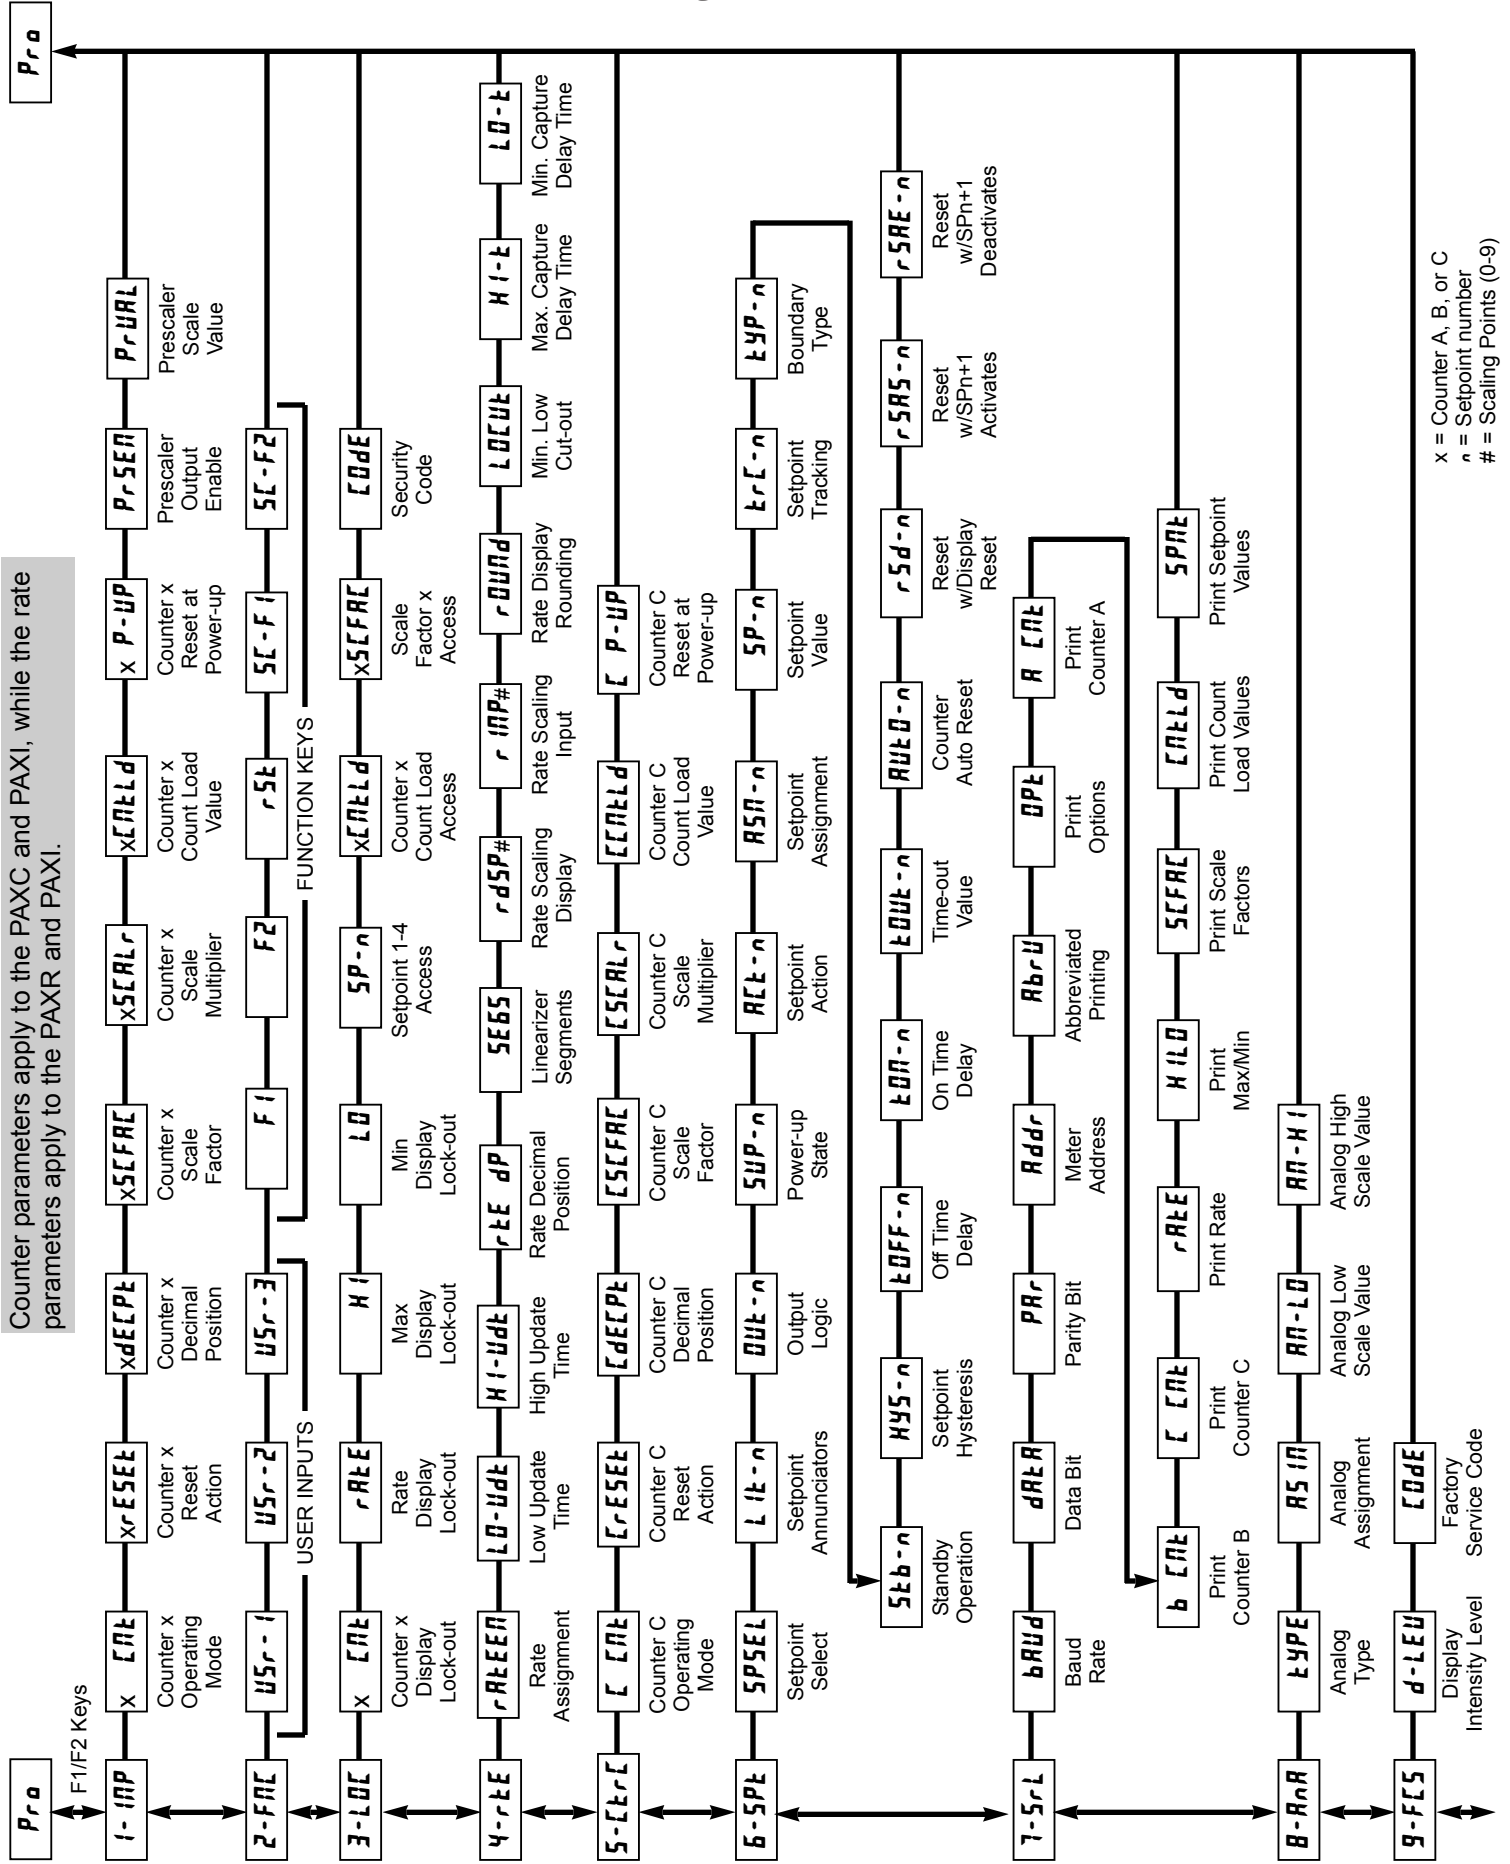 Counter parameters apply to the PAXC and PAXI, while the rate
parameters apply to the PAXR and PAXI.
Pro
Pro
F1/F2 Keys
1-INP
x CNt
Counter x
Operating
Mode
xrESEt
Counter x
Reset
Action
xdECPt
Counter x
Decimal
Position
xSCFAC
Counter x
Scale
Factor
xSCALr
Counter x
Scale
Multiplier
xCNtLd
Counter x
Count Load
Value
x P-UP
Counter x
Reset at
Power-up
PrSEN
Prescaler
Output
Enable
PrVAL
Prescaler
Scale
Value
2-FNC
USr-1
USr-2
USr-3
F1
F2
rSt
SC-F1
SC-F2
USER INPUTS
FUNCTION KEYS
3-LOC
x CNt
Counter x
Display
Lock-out
rAtE
Rate
Display
Lock-out
HI
Max
Display
Lock-out
LO
Min
Display
Lock-out
SP-n
Setpoint 1-4
Access
xCNtLd
Counter x
Count Load
Access
xSCFAC
Scale
Factor x
Access
COdE
Security
Code
4-rtE
rAtEEN
Rate
Assignment
LO-Udt
Low Update
Time
HI-Udt
High Update
Time
rtE dP
Rate Decimal
Position
SEGS
Linearizer
Segments
rdSP#
Rate Scaling
Display
rINP#
Rate Scaling
Input
rOUNd
Rate Display
Rounding
LOCUt
Min. Low
Cut-out
HI-t
Max. Capture
Delay Time
LO-t
Min. Capture
Delay Time
5-CtrC
C CNt
Counter C
Operating
Mode
CrESEt
Counter C
Reset
Action
CdECPt
Counter C
Decimal
Position
CSCFAC
Counter C
Scale
Factor
CSCALr
Counter C
Scale
Multiplier
CCNtLd
Counter C
Count Load
Value
C P-UP
Counter C
Reset at
Power-up
6-SPt
SPSEL
Setpoint
Select
LIt-n
Setpoint
Annunciators
OUt-n
Output
Logic
SUP-n
Power-up
State
ACt-n
Setpoint
Action
ASN-n
Setpoint
Assignment
SP-n
Setpoint
Value
trC-n
Setpoint
Tracking
tYP-n
Boundary
Type
Stb-n
Standby
Operation
HYS-n
Setpoint
Hysteresis
tOFF-n
Off Time
Delay
tON-n
On Time
Delay
tOUt-n
Time-out
Value
AUtO-n
Counter
Auto Reset
rSd-n
Reset
w/Display
Reset
rSAS-n
Reset
w/SPn+1
Activates
rSAE-n
Reset
w/SPn+1
Deactivates
7-SrL
bAUd
Baud
Rate
dAtA
Data Bit
PAr
Parity Bit
Addr
Meter
Address
AbrV
Abbreviated
Printing
OPt
Print
Options
A CNt
Print
Counter A
b CNt
Print
Counter B
C CNt
Print
Counter C
rAtE
Print Rate
HILO
Print
Max/Min
SCFAC
Print Scale
Factors
CNtLd
Print Count
Load Values
SPNt
Print Setpoint
Values
8-AnA
tYPE
Analog
Type
ASIN
Analog
Assignment
AN-LO
Analog Low
Scale Value
AN-HI
Analog High
Scale Value
9-FCS
d-LEV
Display
Intensity Level
COdE
Factory
Service Code
x = Counter A, B, or C
n = Setpoint number
# = Scaling Points (0-9)